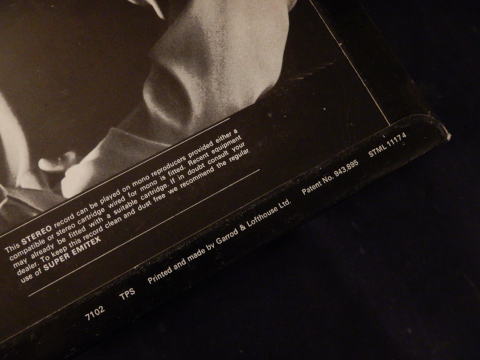 This STEREO record can be played on mono reproducers provided either a
compatible or stereo cartridge wired for mono is fitted. Recent equipment
may already be fitted with a suitable cartridge. If in doubt consult your
dealer. To keep this record clean and dust free we recommend the regular
use of SUPER EMITEX
7102 TPS Printed and made by Garrod & Lofthouse Ltd. Patent No. 943,895 STML 11174